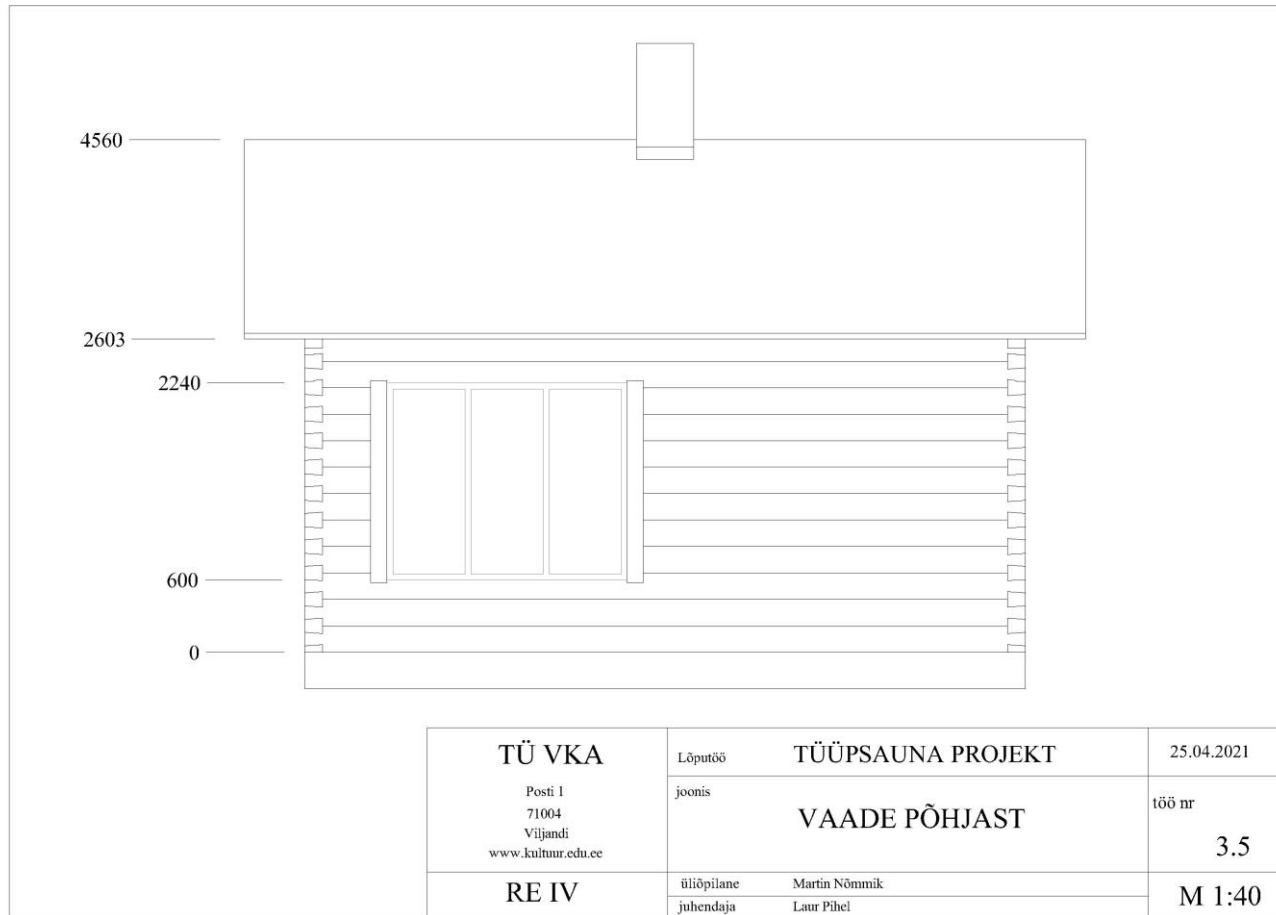 4560
2603
2240
600
0
TÜ VKA
Posti 1
71004
Viljandi
www.kultuur.edu.ee
RE IV
Lõputöö TÜÜPSAUNA PROJEKT
joonis
VAADE PÕHJAST
üliõpilane Martin Nõmmik
juhendaja Laur Pihel
25.04.2021
töö nr
3.5
M 1:40